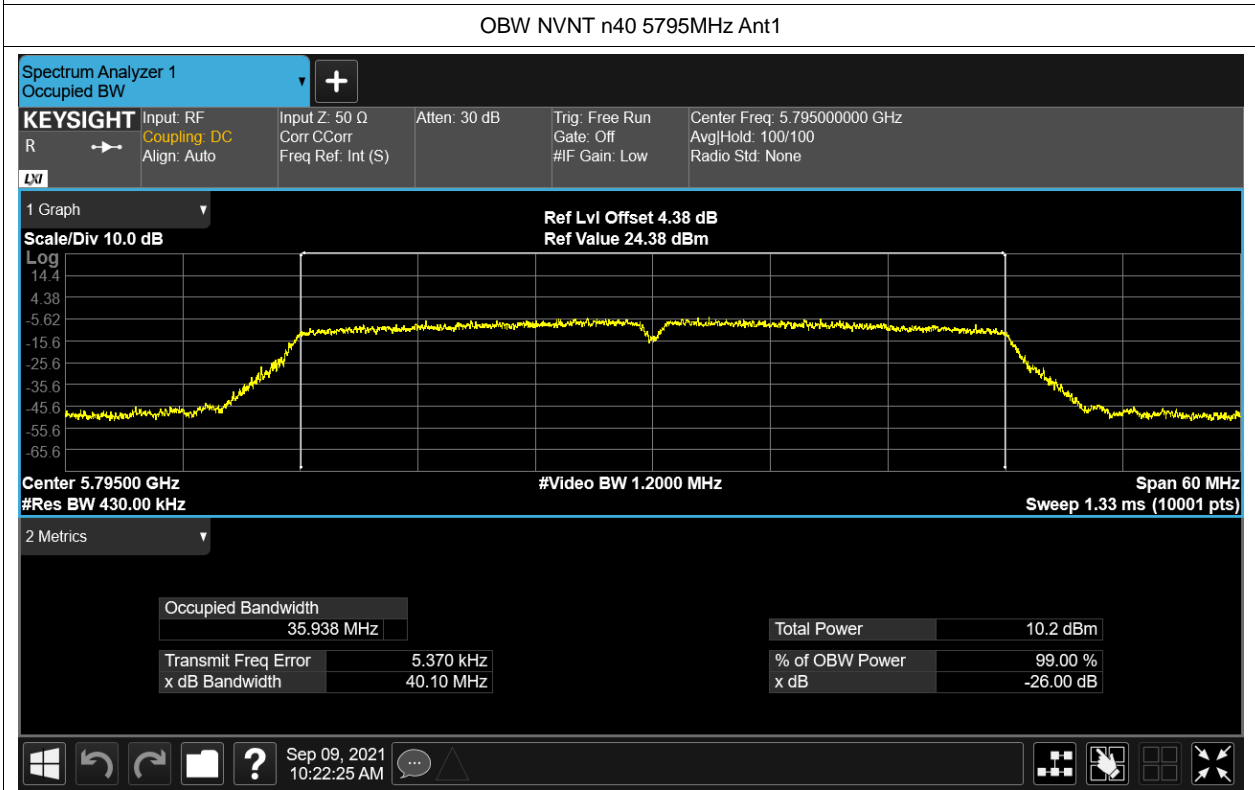 OBW NVNT n40 5795MHz Ant1
Spectrum Analyzer 1
Occupied BW
KEYSIGHT
R
LXI
Input: RF
Coupling: DC
Align: Auto
Input Z: 50 Ω
Corr CCorr
Freq Ref: Int (S)
Atten: 30 dB
Trig: Free Run
Gate: Off
#IF Gain: Low
Center Freq: 5.795000000 GHz
Avg|Hold: 100/100
Radio Std: None
1 Graph
Scale/Div 10.0 dB
Ref Lvl Offset 4.38 dB
Ref Value 24.38 dBm
Log
14.4
4.38
-5.62
-15.6
-25.6
-35.6
-45.6
-55.6
-65.6
Center 5.79500 GHz
#Video BW 1.2000 MHz
Span 60 MHz
#Res BW 430.00 kHz
Sweep 1.33 ms (10001 pts)
2 Metrics
Occupied Bandwidth
35.938 MHz
Total Power 10.2 dBm
Transmit Freq Error 5.370 kHz
% of OBW Power 99.00 %
x dB Bandwidth 40.10 MHz
x dB -26.00 dB
?
Sep 09, 2021
10:22:25 AM